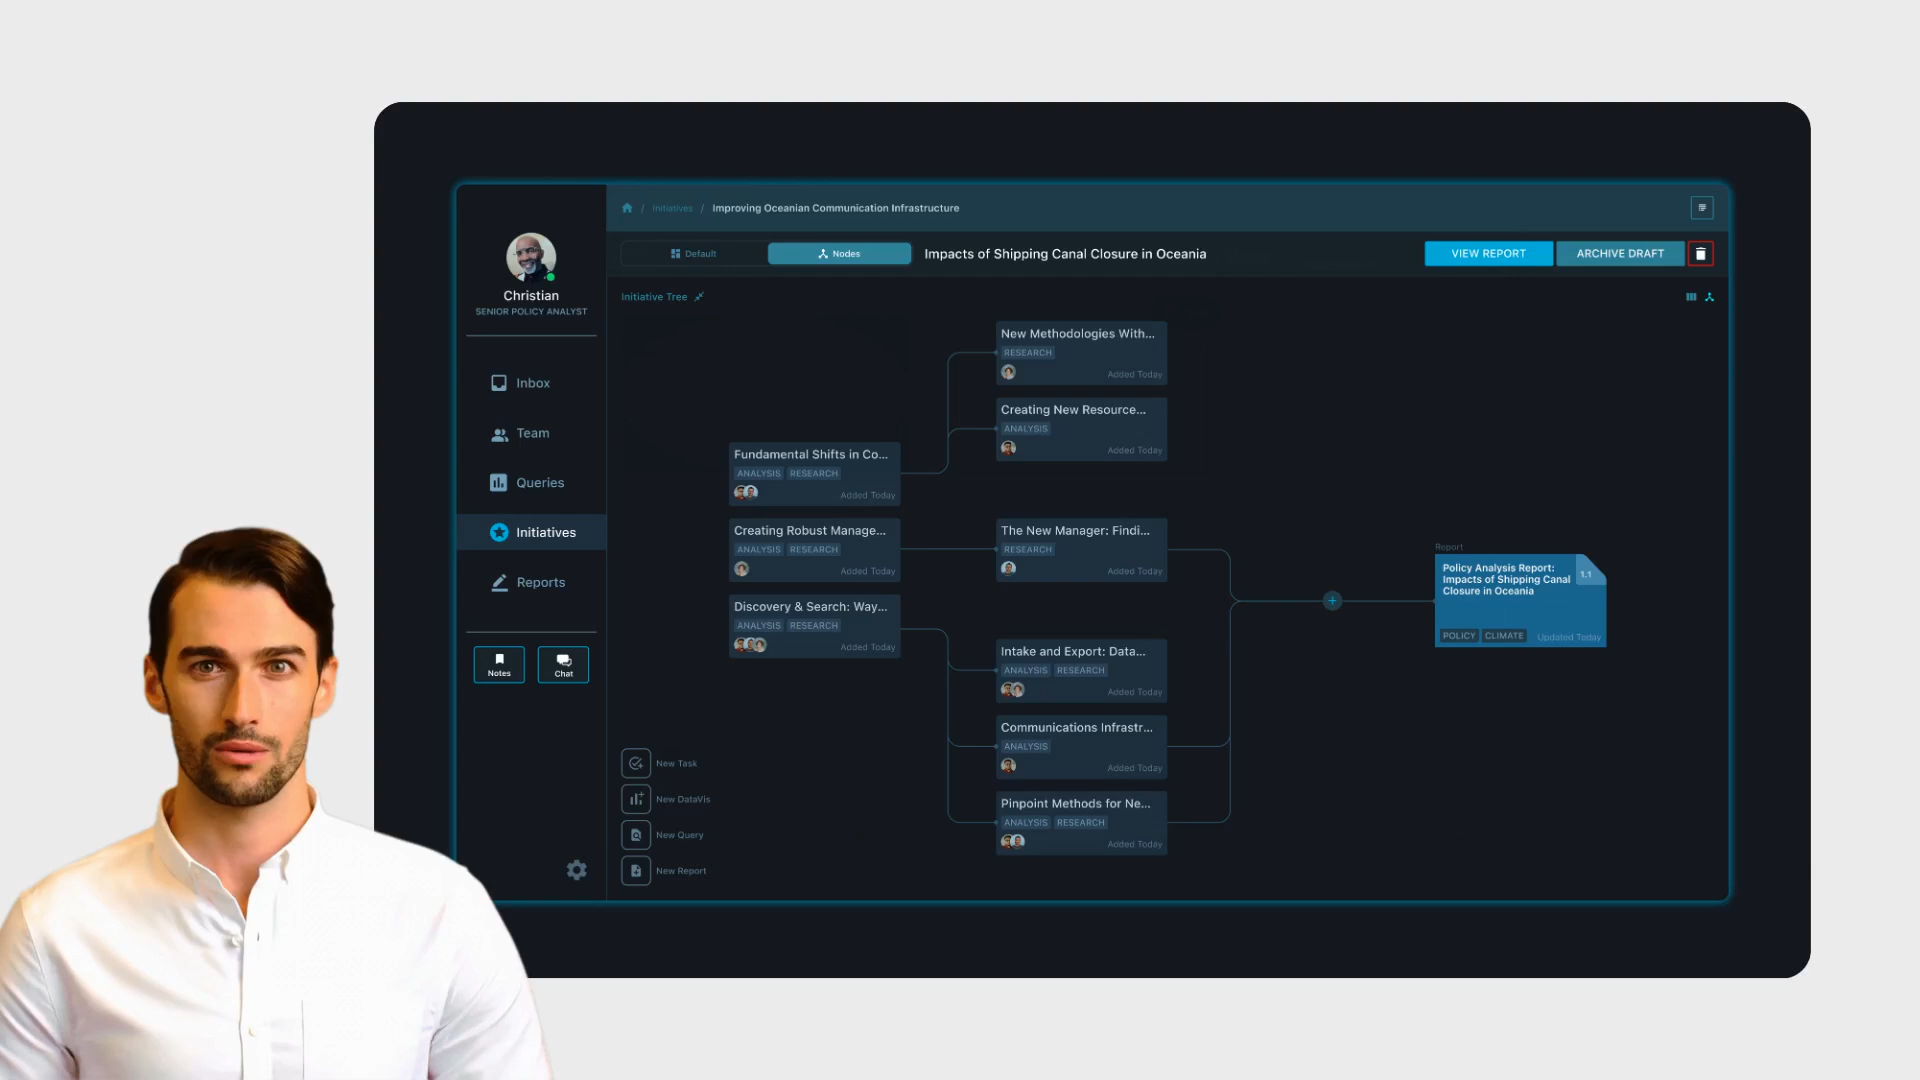 Improving Oceanian Communication Infrastructure
/ Initiatives /
Default
Nodes
Impacts of Shipping Canal Closure in Oceania
VIEW REPORT
ARCHIVE DRAFT
Christian
SENIOR POLICY ANALYST
Inbox
Team
Queries
Initiatives
Reports
Notes
Chat
Initiative Tree
Fundamental Shifts in Co...
ANALYSIS RESEARCH
Added Today
Creating Robust Manage...
ANALYSIS RESEARCH
Added Today
Discovery & Search: Way...
ANALYSIS RESEARCH
Added Today
New Methodologies With...
RESEARCH
Added Today
Creating New Resource...
ANALYSIS
Added Today
The New Manager: Findi...
RESEARCH
Added Today
Intake and Export: Data...
ANALYSIS RESEARCH
Added Today
Communications Infrastr...
ANALYSIS
Added Today
Pinpoint Methods for Ne...
ANALYSIS RESEARCH
Added Today
Report
Policy Analysis Report:
Impacts of Shipping Canal
Closure in Oceania
1.1
POLICY CLIMATE
Updated Today
New Task
New DataVis
New Query
New Report